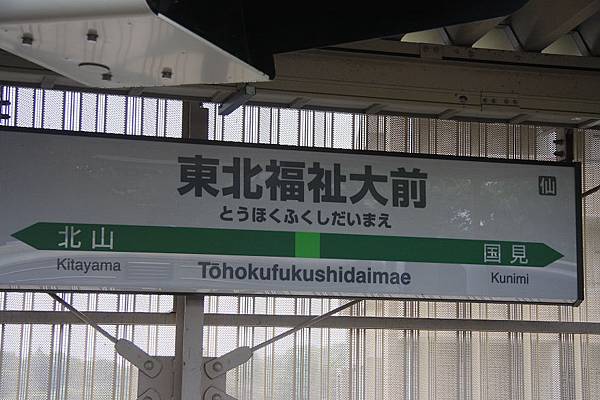 東北福祉大前
仙
とうほくふくしだいまえ
北山
国見
Kitayama
Tōhokufukushidaimae
Kunimi